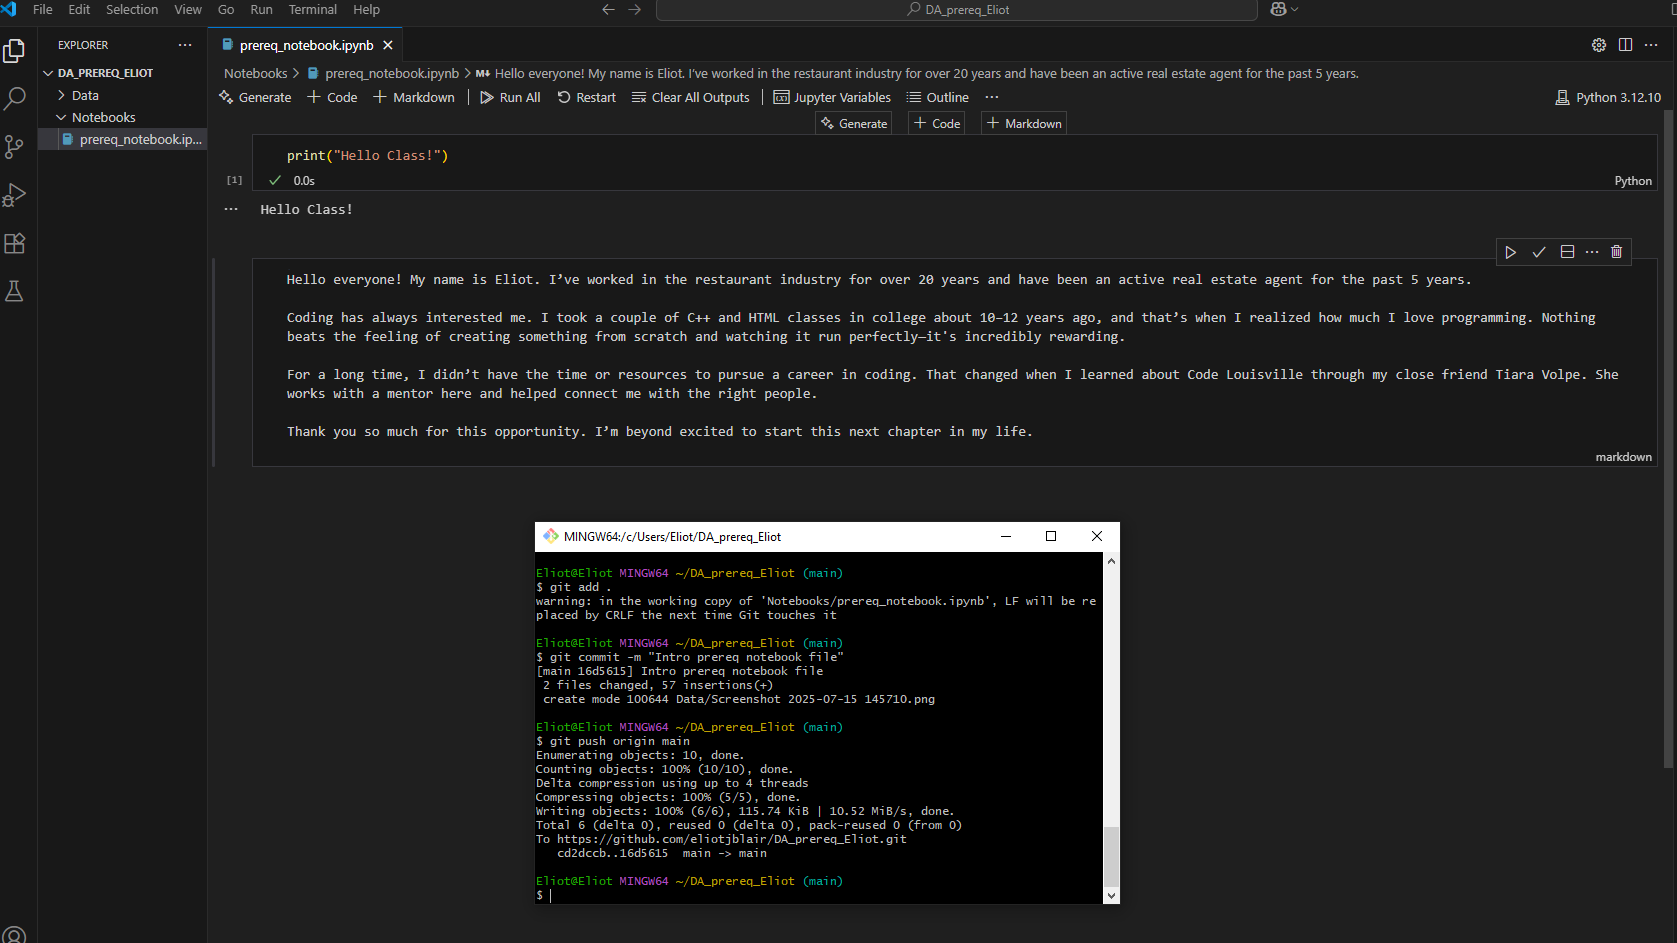 File Edit Selection View Go Run Terminal Help
DA_prereq_Eliot
EXPLORER
DA_PREREQ_ELIOT
Data
Notebooks
prereq_notebook.ip...
prereq_notebook.ipynb
Notebooks > prereq_notebook.ipynb > M↓ Hello everyone! My name is Eliot. I've worked in the restaurant industry for over 20 years and have been an active real estate agent for the past 5 years.
Generate + Code + Markdown | Run All Restart Clear All Outputs | Jupyter Variables Outline ...
Python 3.12.10
Generate + Code + Markdown
print("Hello Class!")
[1] 0.0s
Python
Hello Class!
Hello everyone! My name is Eliot. I’ve worked in the restaurant industry for over 20 years and have been an active real estate agent for the past 5 years.
Coding has always interested me. I took a couple of C++ and HTML classes in college about 10–12 years ago, and that’s when I realized how much I love programming. Nothing
beats the feeling of creating something from scratch and watching it run perfectly—it's incredibly rewarding.
For a long time, I didn’t have the time or resources to pursue a career in coding. That changed when I learned about Code Louisville through my close friend Tiara Volpe. She
works with a mentor here and helped connect me with the right people.
Thank you so much for this opportunity. I’m beyond excited to start this next chapter in my life.
markdown
MINGW64:/c/Users/Eliot/DA_prereq_Eliot
Eliot@Eliot MINGW64 ~/DA_prereq_Eliot (main)
$ git add .
warning: in the working copy of 'Notebooks/prereq_notebook.ipynb', LF will be re
placed by CRLF the next time Git touches it
Eliot@Eliot MINGW64 ~/DA_prereq_Eliot (main)
$ git commit -m "Intro prereq notebook file"
[main 16d5615] Intro prereq notebook file
2 files changed, 57 insertions(+)
create mode 100644 Data/Screenshot 2025-07-15 145710.png
Eliot@Eliot MINGW64 ~/DA_prereq_Eliot (main)
$ git push origin main
Enumerating objects: 10, done.
Counting objects: 100% (10/10), done.
Delta compression using up to 4 threads
Compressing objects: 100% (5/5), done.
Writing objects: 100% (6/6), 115.74 KiB | 10.52 MiB/s, done.
Total 6 (delta 0), reused 0 (delta 0), pack-reused 0 (from 0)
To https://github.com/eliotjblair/DA_prereq_Eliot.git
cd2dccb..16d5615 main -> main
Eliot@Eliot MINGW64 ~/DA_prereq_Eliot (main)
$